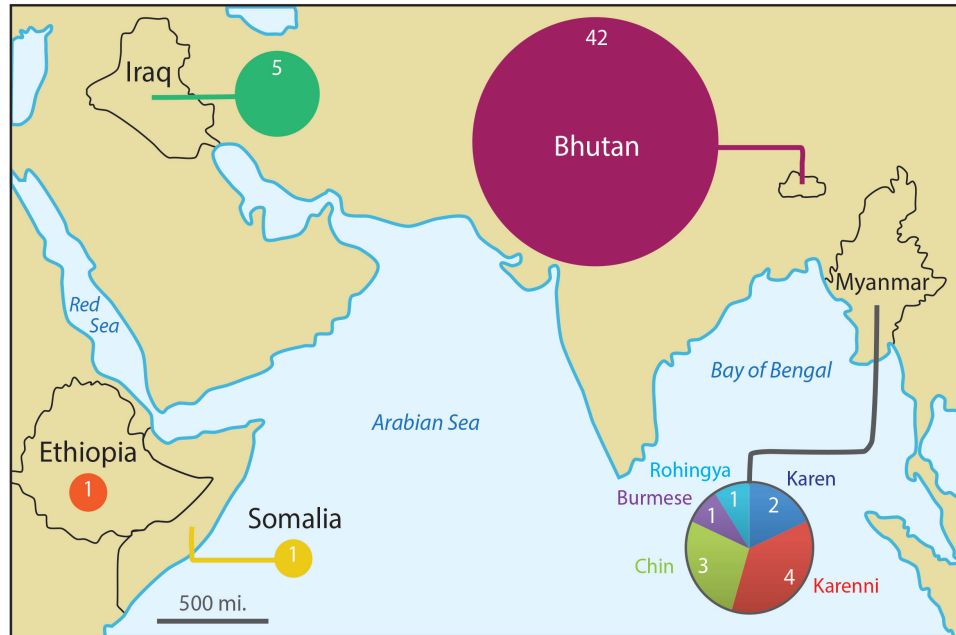 42
5
Iraq
Bhutan
Myanmar
Red
Sea
Bay of Bengal
Arabian Sea
Ethiopia
1
Somalia
1
500 mi.
Rohingya
Karen
Burmese
1
1
2
Chin
3
4
Karenni